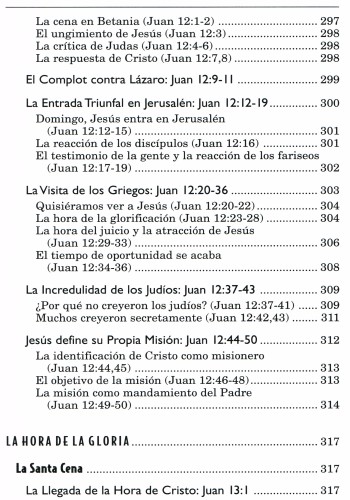 La cena en Betania (Juan 12:1-2) ............................ 297
El ungimiento de Jesús (Juan 12:3) ........................ 298
La crítica de Judas (Juan 12:4-6) ............................ 298
La respuesta de Cristo (Juan 12:7,8) ....................... 298
El Complot contra Lázaro: Juan 12:9-11 .................. 299
La Entrada Triunfal en Jerusalén: Juan 12:12-19 ............ 300
Domingo, Jesús entra en Jerusalén
(Juan 12:12-15) ........................................ 301
La reacción de los discípulos (Juan 12:16) ............. 301
El testimonio de la gente y la reacción de los fariseos
(Juan 12:17-19) ........................................ 302
La Visita de los Griegos: Juan 12:20-36 .................... 303
Quisiéramos ver a Jesús (Juan 12:20-22) ............... 304
La hora de la glorificación (Juan 12:23-28) ............ 304
La hora del juicio y la atracción de Jesús
(Juan 12:29-33) ........................................ 306
El tiempo de oportunidad se acaba
(Juan 12:34-36) ........................................ 308
La Incredulidad de los Judíos: Juan 12:37-43 .............. 309
¿Por qué no creyeron los judíos? (Juan 12:37-41) ...... 309
Muchos creyeron secretamente (Juan 12:42,43) ....... 311
Jesús define su Propia Misión: Juan 12:44-50 .............. 312
La identificación de Cristo como misionero
(Juan 12:44,45) ........................................ 313
El objetivo de la misión (Juan 12:46-48) ................ 313
La misión como mandamiento del Padre
(Juan 12:49-50) ........................................ 314
LA HORA DE LA GLORIA ............................................ 317
La Santa Cena .................................................... 317
La Llegada de la Hora de Cristo: Juan 13:1 ................ 317